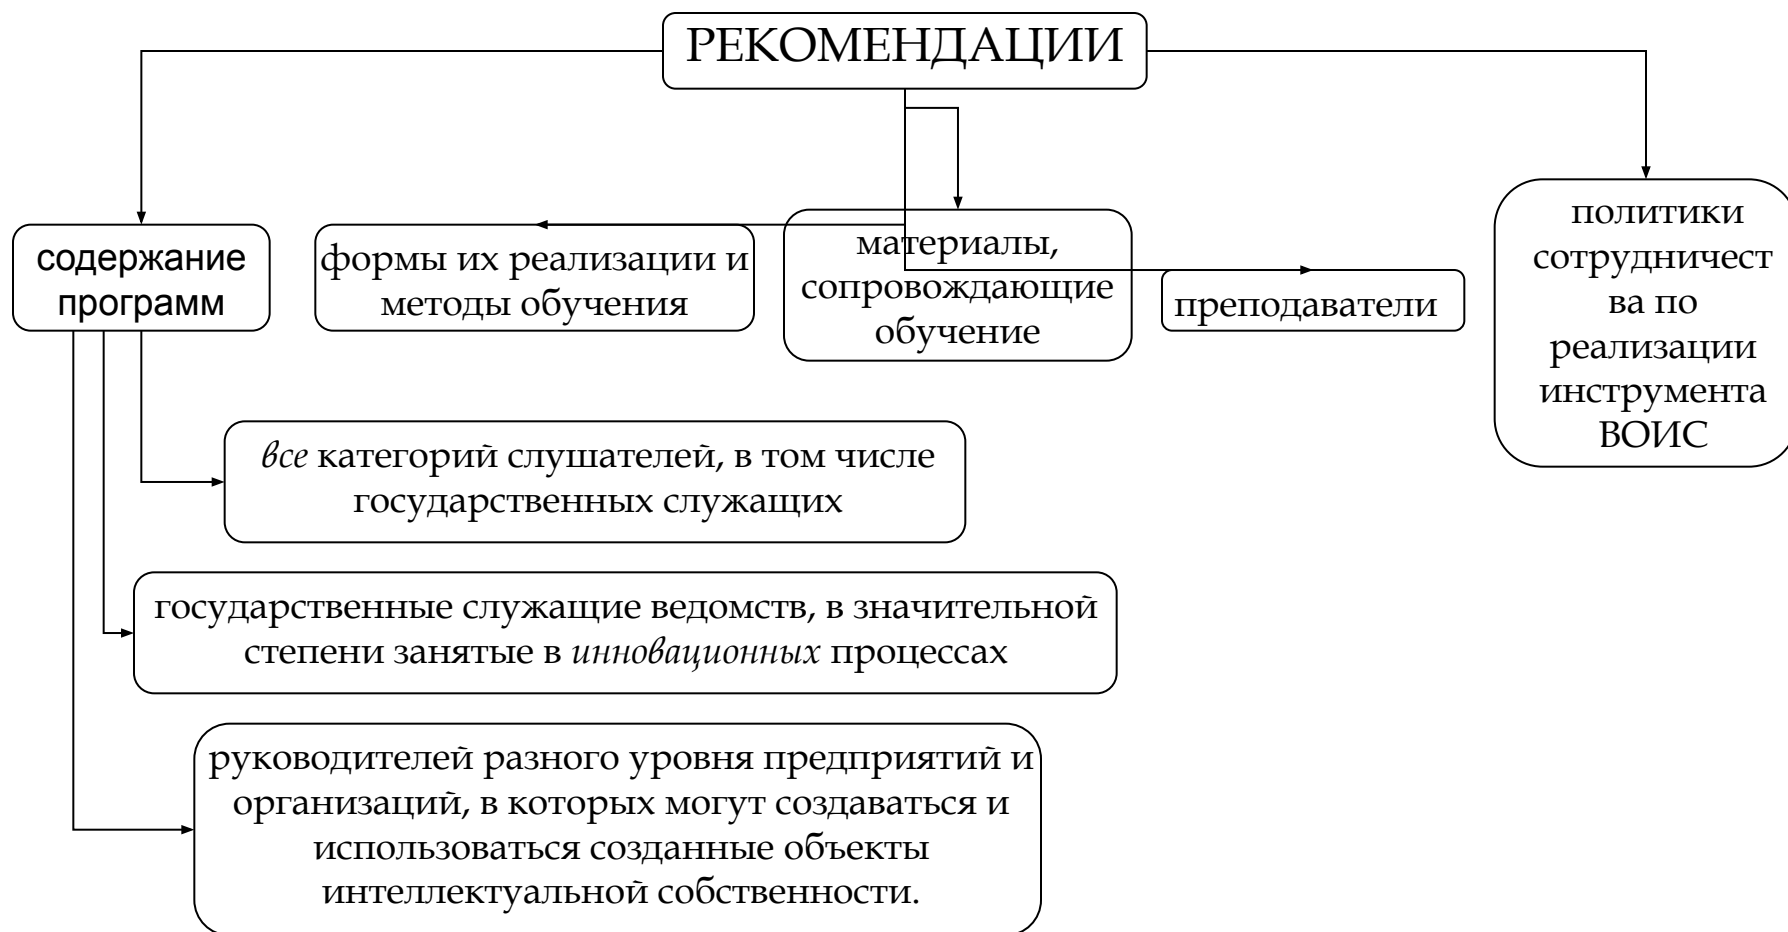 РЕКОМЕНДАЦИИ
содержание
программ
формы их реализации и
методы обучения
материалы,
сопровождающие
обучение
преподаватели
политики
сотрудничест
ва по
реализации
инструмента
ВОИС
все категорий слушателей, в том числе
государственных служащих
государственные служащие ведомств, в значительной
степени занятые в инновационных процессах
руководителей разного уровня предприятий и
организаций, в которых могут создаваться и
использоваться созданные объекты
интеллектуальной собственности.